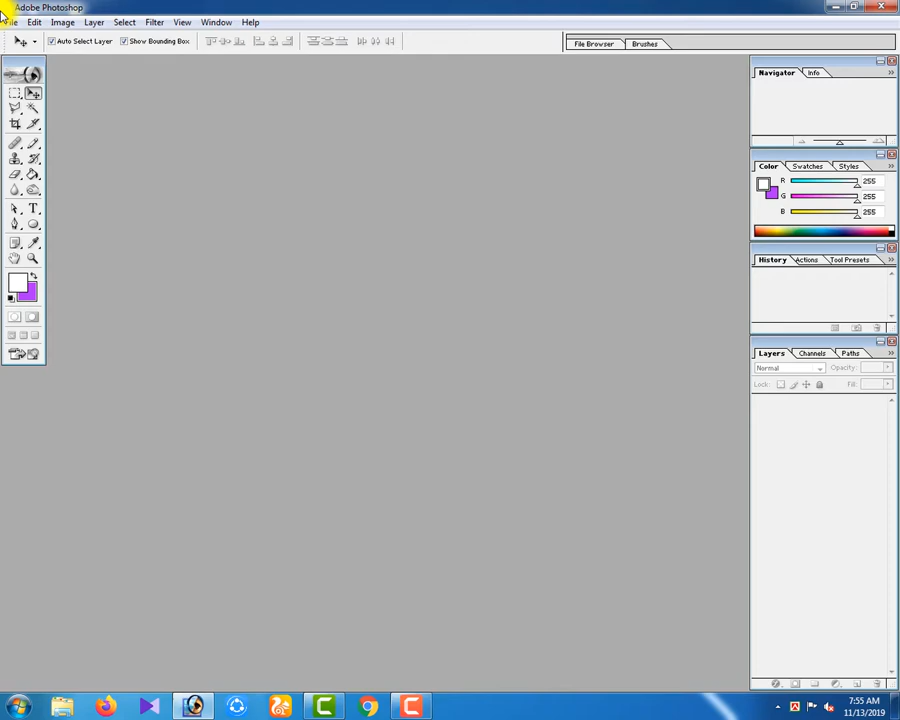 Adobe Photoshop
File Edit Image Layer Select Filter View Window Help
Auto Select Layer Show Bounding Box File Browser Brushes
Navigator Info
Color Swatches Styles
R 255
G 255
B 255
History Actions Tool Presets
Layers Channels Paths
Normal Opacity:
Lock: Fill:
7:55 AM
11/13/2019